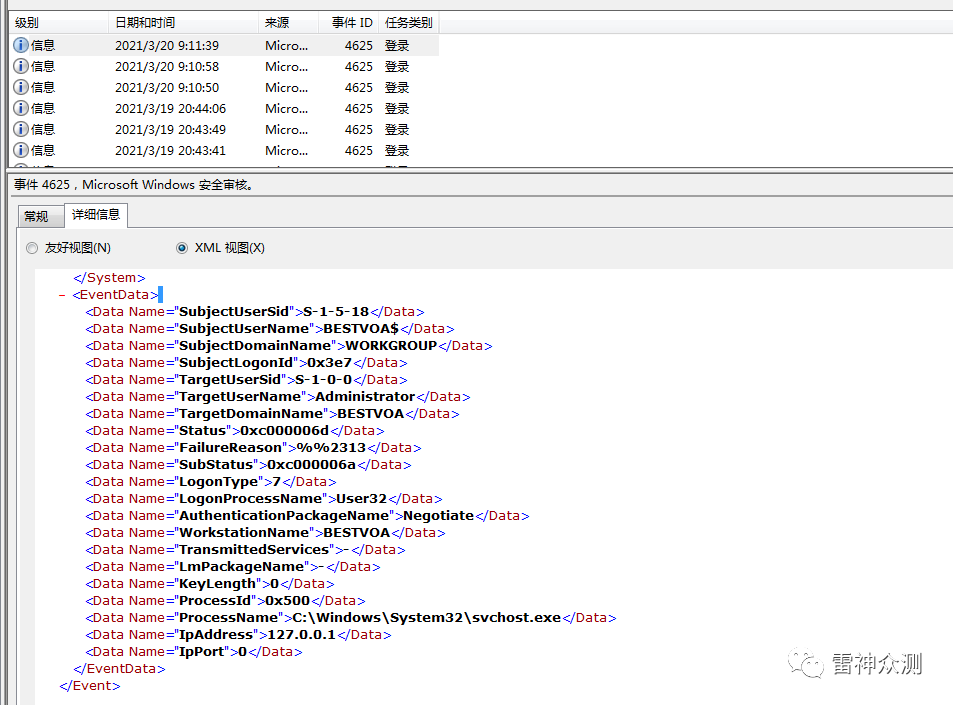 级别 日期和时间 来源 事件 ID 任务类别
信息 2021/3/20 9:11:39 Micro... 4625 登录
信息 2021/3/20 9:10:58 Micro... 4625 登录
信息 2021/3/20 9:10:50 Micro... 4625 登录
信息 2021/3/19 20:44:06 Micro... 4625 登录
信息 2021/3/19 20:43:49 Micro... 4625 登录
信息 2021/3/19 20:43:41 Micro... 4625 登录
事件 4625，Microsoft Windows 安全审核。
常规 详细信息
友好视图(N) XML 视图(X)
</System>
– <EventData>
<Data Name="SubjectUserSid">S-1-5-18</Data>
<Data Name="SubjectUserName">BESTVOA$</Data>
<Data Name="SubjectDomainName">WORKGROUP</Data>
<Data Name="SubjectLogonId">0x3e7</Data>
<Data Name="TargetUserSid">S-1-0-0</Data>
<Data Name="TargetUserName">Administrator</Data>
<Data Name="TargetDomainName">BESTVOA</Data>
<Data Name="Status">0xc000006d</Data>
<Data Name="FailureReason">%%2313</Data>
<Data Name="SubStatus">0xc000006a</Data>
<Data Name="LogonType">7</Data>
<Data Name="LogonProcessName">User32</Data>
<Data Name="AuthenticationPackageName">Negotiate</Data>
<Data Name="WorkstationName">BESTVOA</Data>
<Data Name="TransmittedServices">-</Data>
<Data Name="LmPackageName">-</Data>
<Data Name="KeyLength">0</Data>
<Data Name="ProcessId">0x500</Data>
<Data Name="ProcessName">C:\Windows\System32\svchost.exe</Data>
<Data Name="IpAddress">127.0.0.1</Data>
<Data Name="IpPort">0</Data>
</EventData>
</Event>
雷神众测